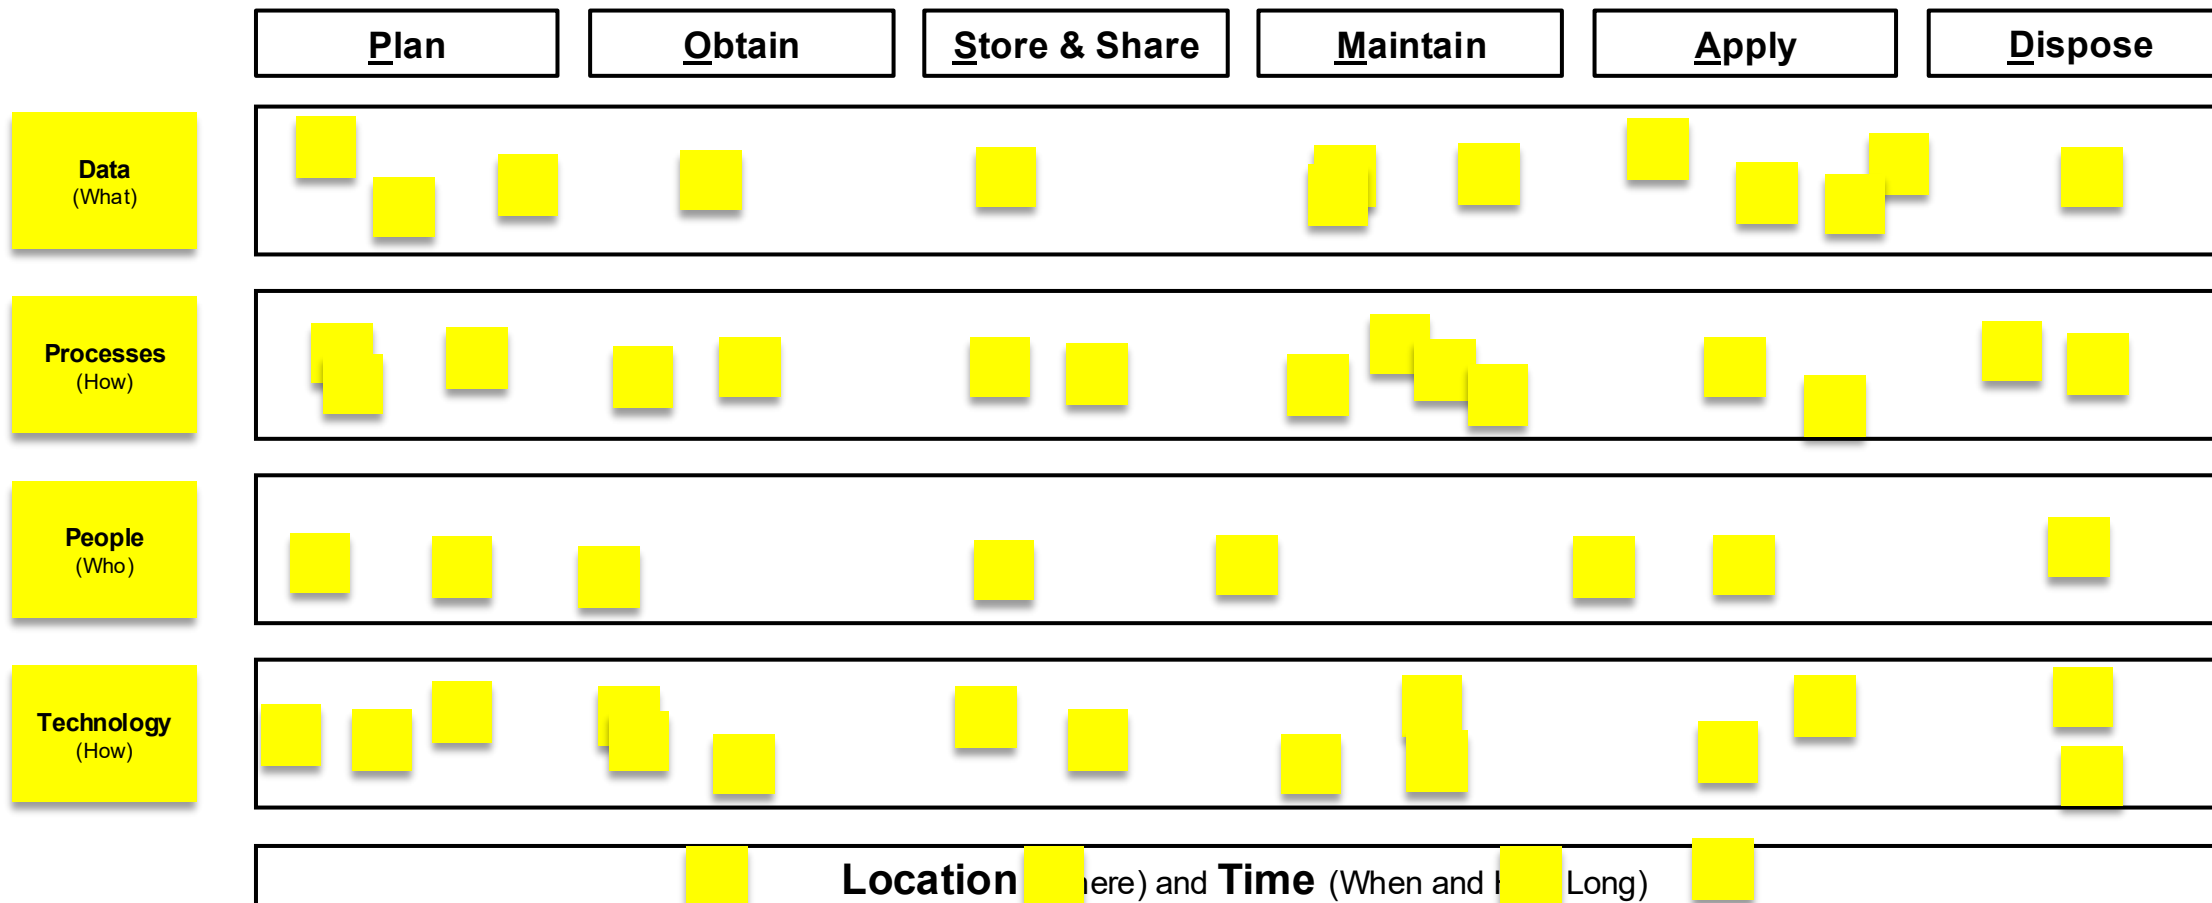 Plan
Obtain
Store & Share
Maintain
Apply
Dispose
Data
(What)
Processes
(How)
People
(Who)
Technology
(How)
Location ere) and Time (When and Long)